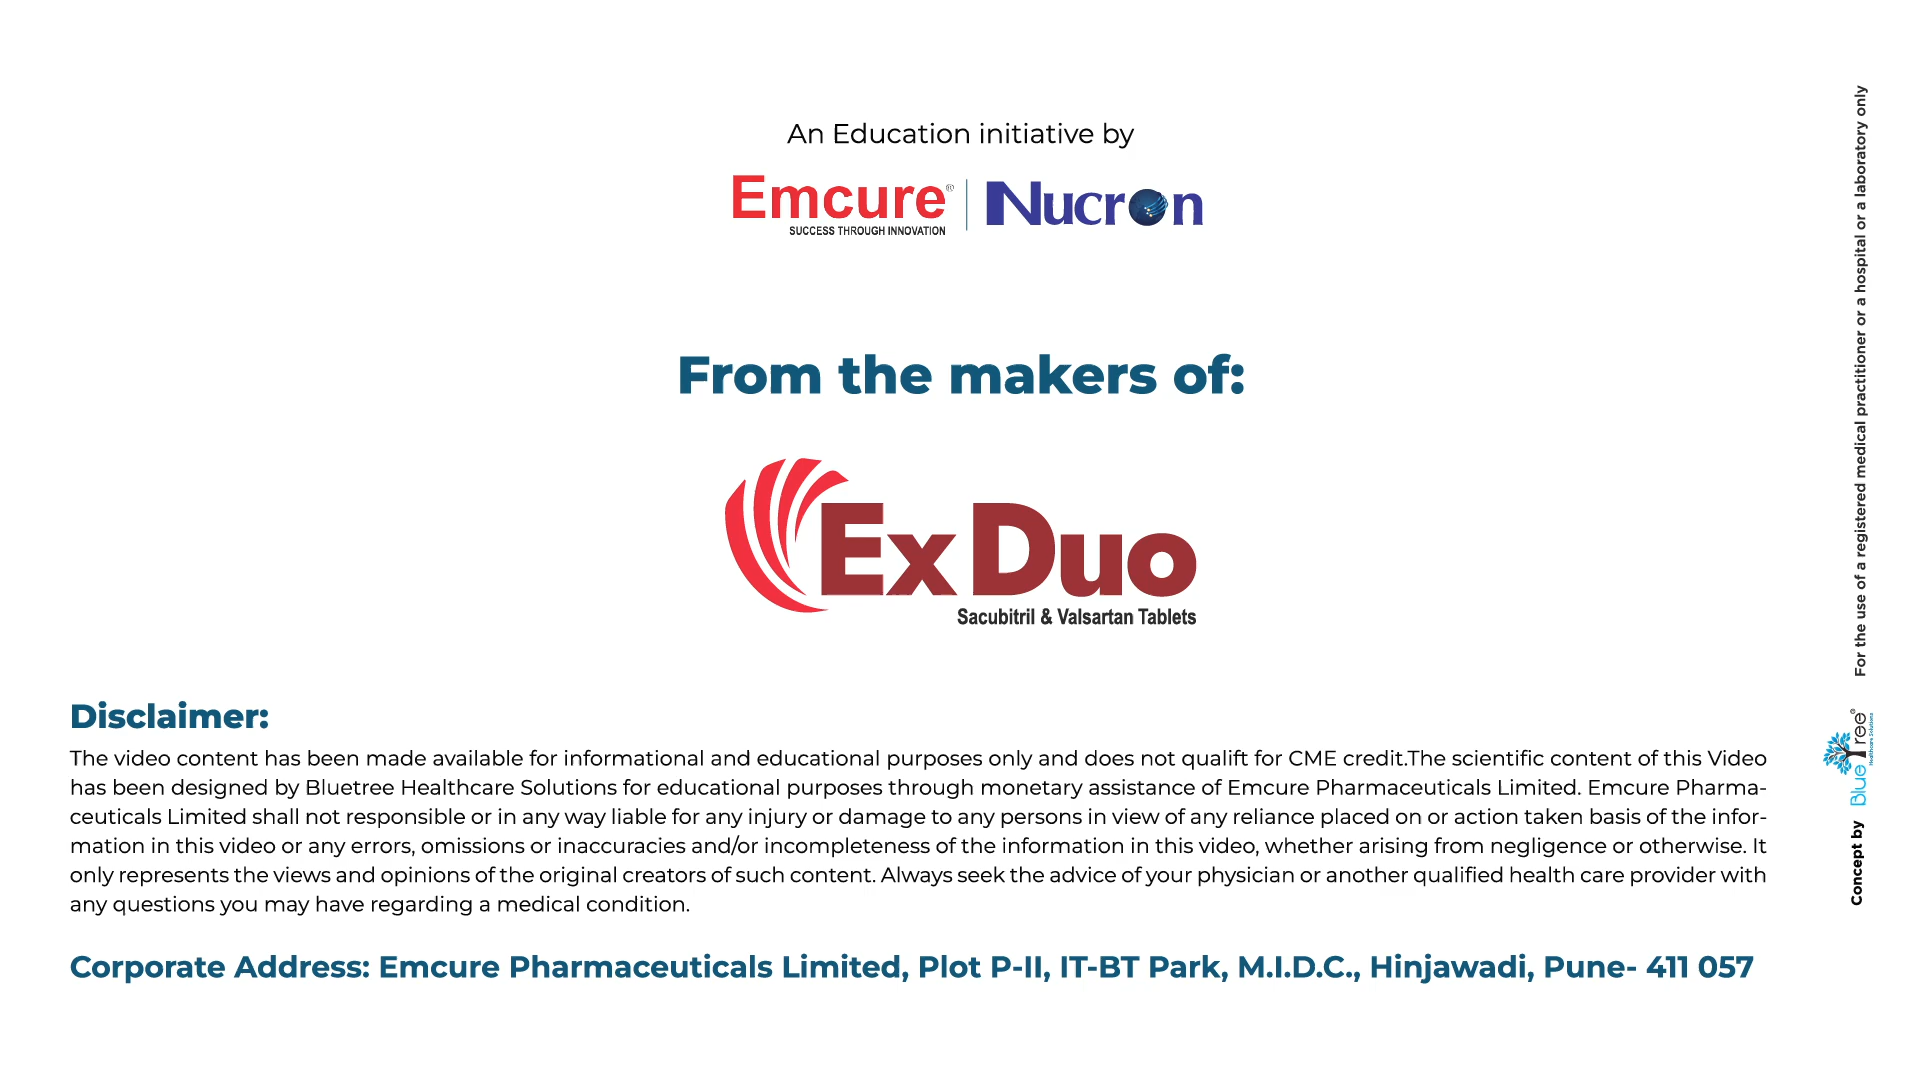 An Education initiative by
Emcure®
SUCCESS THROUGH INNOVATION
Nucron
From the makers of:
Ex Duo
Sacubitril & Valsartan Tablets
Disclaimer:
The video content has been made available for informational and educational purposes only and does not qualift for CME credit.The scientific content of this Video
has been designed by Bluetree Healthcare Solutions for educational purposes through monetary assistance of Emcure Pharmaceuticals Limited. Emcure Pharma-
ceuticals Limited shall not responsible or in any way liable for any injury or damage to any persons in view of any reliance placed on or action taken basis of the infor-
mation in this video or any errors, omissions or inaccuracies and/or incompleteness of the information in this video, whether arising from negligence or otherwise. It
only represents the views and opinions of the original creators of such content. Always seek the advice of your physician or another qualified health care provider with
any questions you may have regarding a medical condition.
Corporate Address: Emcure Pharmaceuticals Limited, Plot P-II, IT-BT Park, M.I.D.C., Hinjawadi, Pune- 411 057
For the use of a registered medical practitioner or a hospital or a laboratory only
Concept by
Blue Tree®
Healthcare Solutions